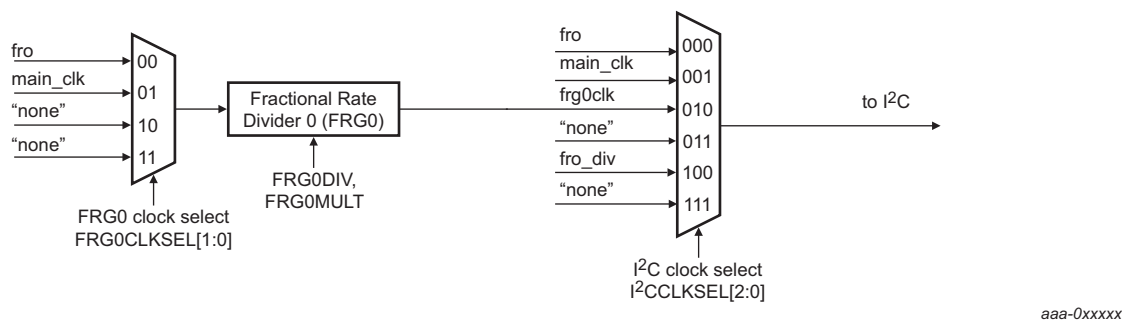 fro
main_clk
“none”
“none”
00
01
10
11
FRG0 clock select
FRG0CLKSEL[1:0]
Fractional Rate
Divider 0 (FRG0)
FRG0DIV,
FRG0MULT
fro
main_clk
frg0clk
“none”
fro_div
“none”
000
001
010
011
100
111
I2C clock select
I2CCLKSEL[2:0]
to I2C
aaa-0xxxxx